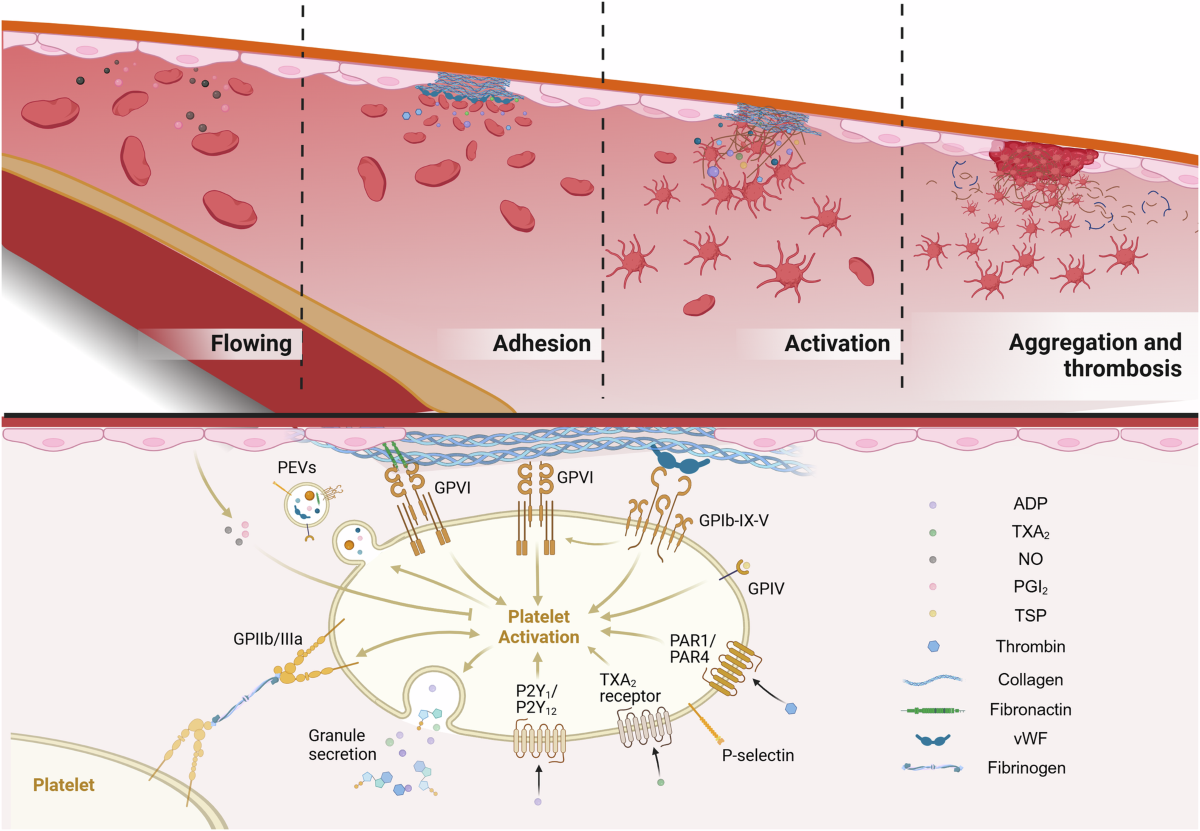 Flowing
Adhesion
Activation
Aggregation and
thrombosis
PEVs
GPVI
GPVI
GPIb-IX-V
GPIV
GPIIb/IIIa
Platelet
Activation
PAR1/
PAR4
P2Y₁/
P2Y₁₂
TXA₂
receptor
Granule
secretion
P-selectin
Platelet
ADP
TXA₂
NO
PGI₂
TSP
Thrombin
Collagen
Fibronactin
vWF
Fibrinogen